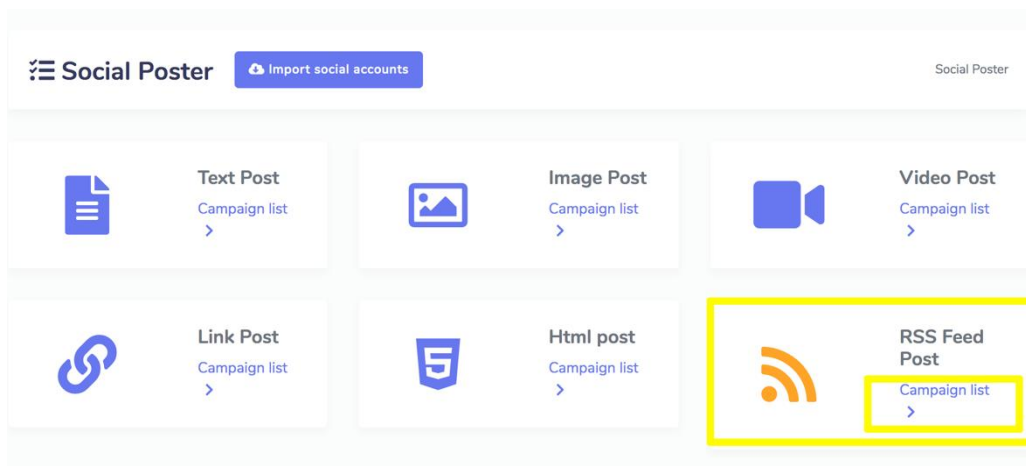 Social Poster
Import social accounts
Social Poster
Text Post
Campaign list
Image Post
Campaign list
Video Post
Campaign list
Link Post
Campaign list
Html post
Campaign list
RSS Feed
Post
Campaign list